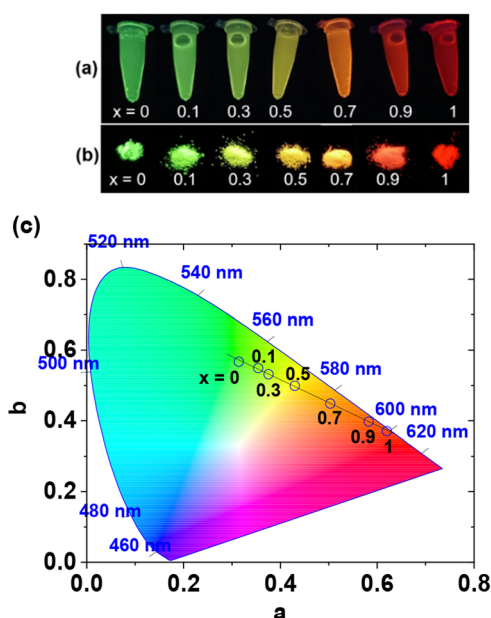 (a)
x = 0 0.1 0.3 0.5 0.7 0.9 1
(b)
x = 0 0.1 0.3 0.5 0.7 0.9 1
(c)
520 nm
540 nm
560 nm
580 nm
600 nm
620 nm
500 nm
480 nm
460 nm
x = 0
0.1
0.3
0.5
0.7
0.9
1
0.8
0.6
0.4
0.2
0.0
b
0.0 0.2 0.4 0.6 0.8
a